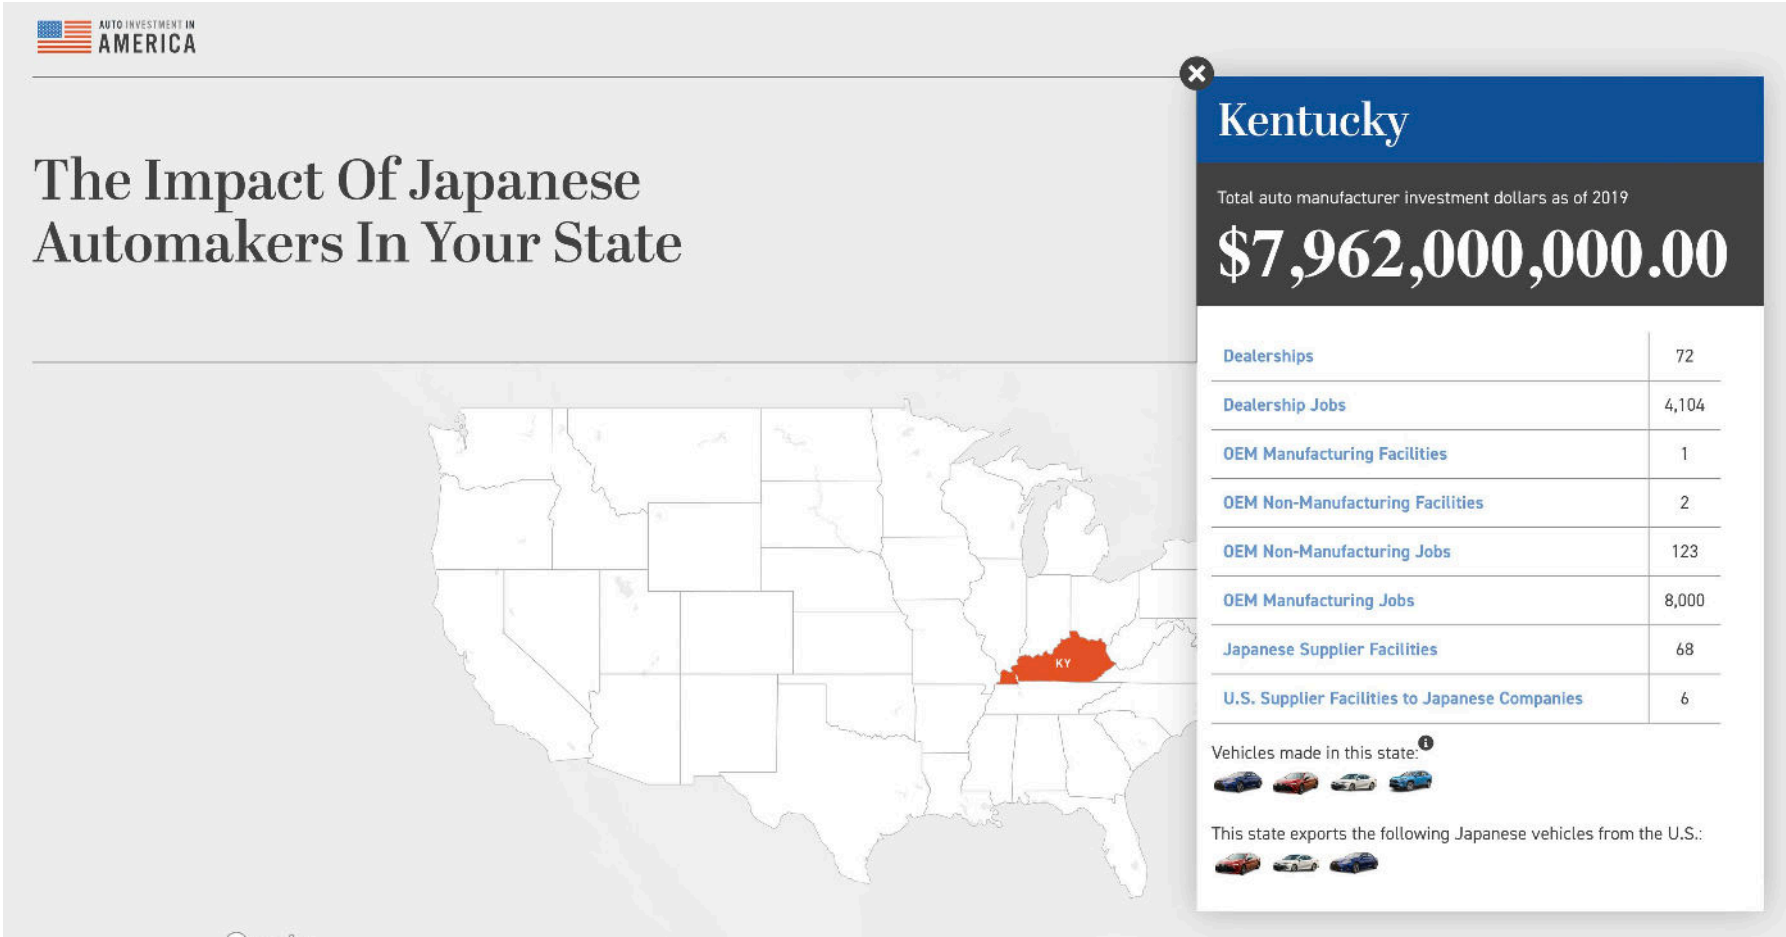 AUTO INVESTMENT IN
AMERICA
The Impact Of Japanese
Automakers In Your State
Kentucky
Total auto manufacturer investment dollars as of 2019
$7,962,000,000.00
Dealerships 72
Dealership Jobs 4,104
OEM Manufacturing Facilities 1
OEM Non-Manufacturing Facilities 2
OEM Non-Manufacturing Jobs 123
OEM Manufacturing Jobs 8,000
Japanese Supplier Facilities 68
U.S. Supplier Facilities to Japanese Companies 6
KY
Vehicles made in this state:
This state exports the following Japanese vehicles from the U.S.: